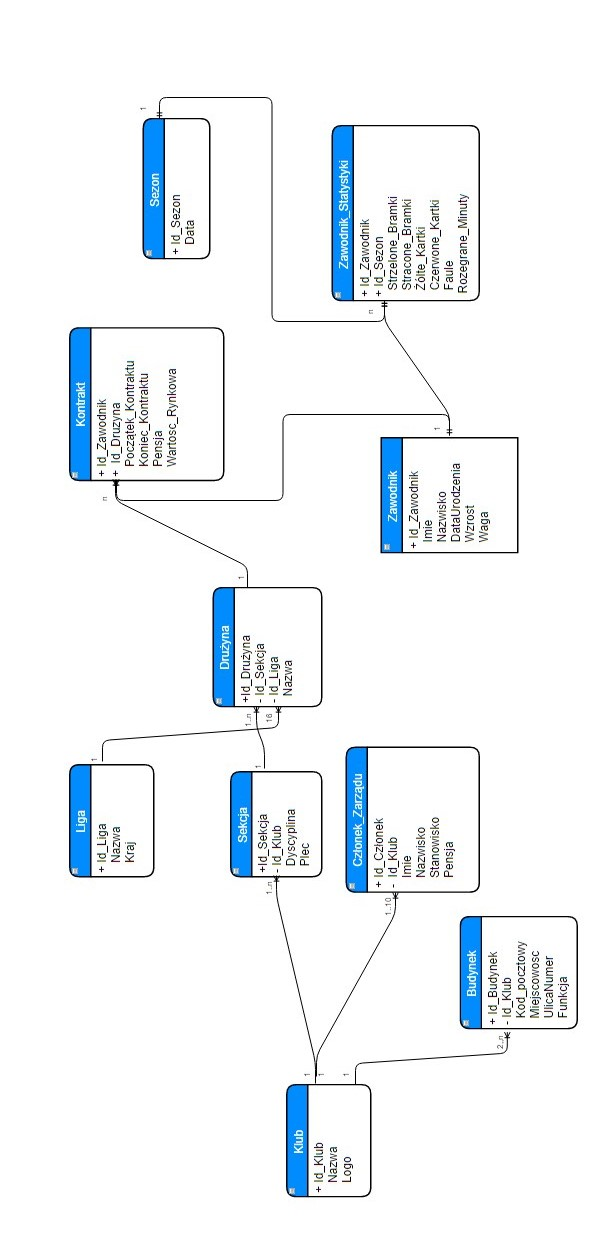 Klub
+ Id_Klub
Nazwa
Logo
1
1
1
1..n
1..10
2..n
Liga
+ Id_Liga
Nazwa
Kraj
1
Sekcja
+Id_Sekcja
- Id_Klub
Dyscyplina
Plec
1
Członek_Zarządu
+ Id_Członek
- Id_Klub
Imie
Nazwisko
Stanowisko
Pensja
Budynek
+ Id_Budynek
- Id_Klub
Kod_pocztowy
Miejscowosc
UlicaNumer
Funkcja
1..n
16
Drużyna
+Id_Drużyna
- Id_Sekcja
- Id_Liga
Nazwa
1
n
Kontrakt
+ Id_Zawodnik
+ Id_Druzyna
Początek_Kontraktu
Koniec_Kontraktu
Pensja
Wartosc_Rynkowa
Zawodnik
+ Id_Zawodnik
Imie
Nazwisko
DataUrodzenia
Wzrost
Waga
1
Sezon
+ Id_Sezon
Data
1
n
Zawodnik_Statystyki
+ Id_Zawodnik
+ Id_Sezon
Strzelone_Bramki
Stracone_Bramki
Żółte_Kartki
Czerwone_Kartki
Faule
Rozegrane_Minuty